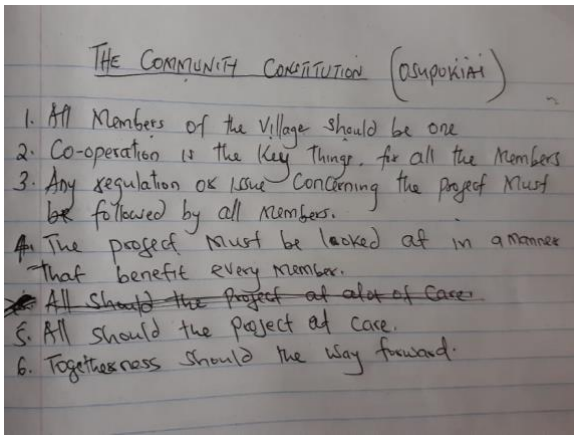 THE COMMUNITY CONSTITUTION (OSUPUKIAI)
1. All Members of the Village should be one
2. Co-operation is the Key Things, for all the Members
3. Any regulation or issue Concerning the project Must
be followed by all members.
4. The project Must be looked at in a manner
That benefit every member.
All should the project at alot of Care.
5. All should the project at care.
6. Togetherness should the way forward.